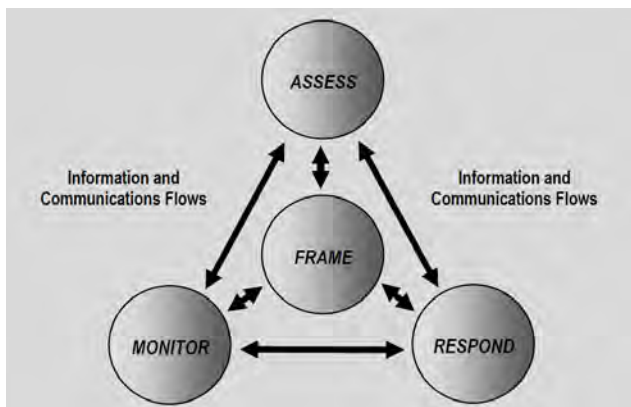 ASSESS
Information and
Communications Flows
Information and
Communications Flows
FRAME
MONITOR
RESPOND